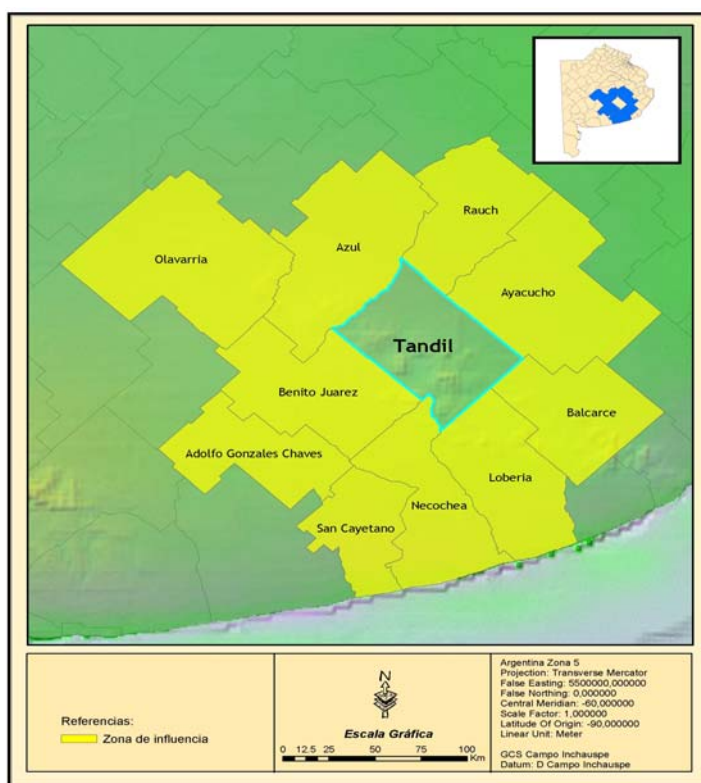 Rauch
Azul
Olavarria
Ayacucho
Tandil
Benito Juarez
Balcarce
Adolfo Gonzales Chaves
Loberia
Necochea
San Cayetano
Referencias:
Zona de influencia
N
Escala Gráfica
0 12.5 25 50 75 100
Km
Argentina Zona 5
Projection: Transverse Mercator
False Easting: 5500000,000000
False Northing: 0,000000
Central Meridian: -60,000000
Scale Factor: 1,000000
Latitude Of Origin: -90,000000
Linear Unit: Meter
GCS Campo Inchauspe
Datum: D Campo Inchauspe